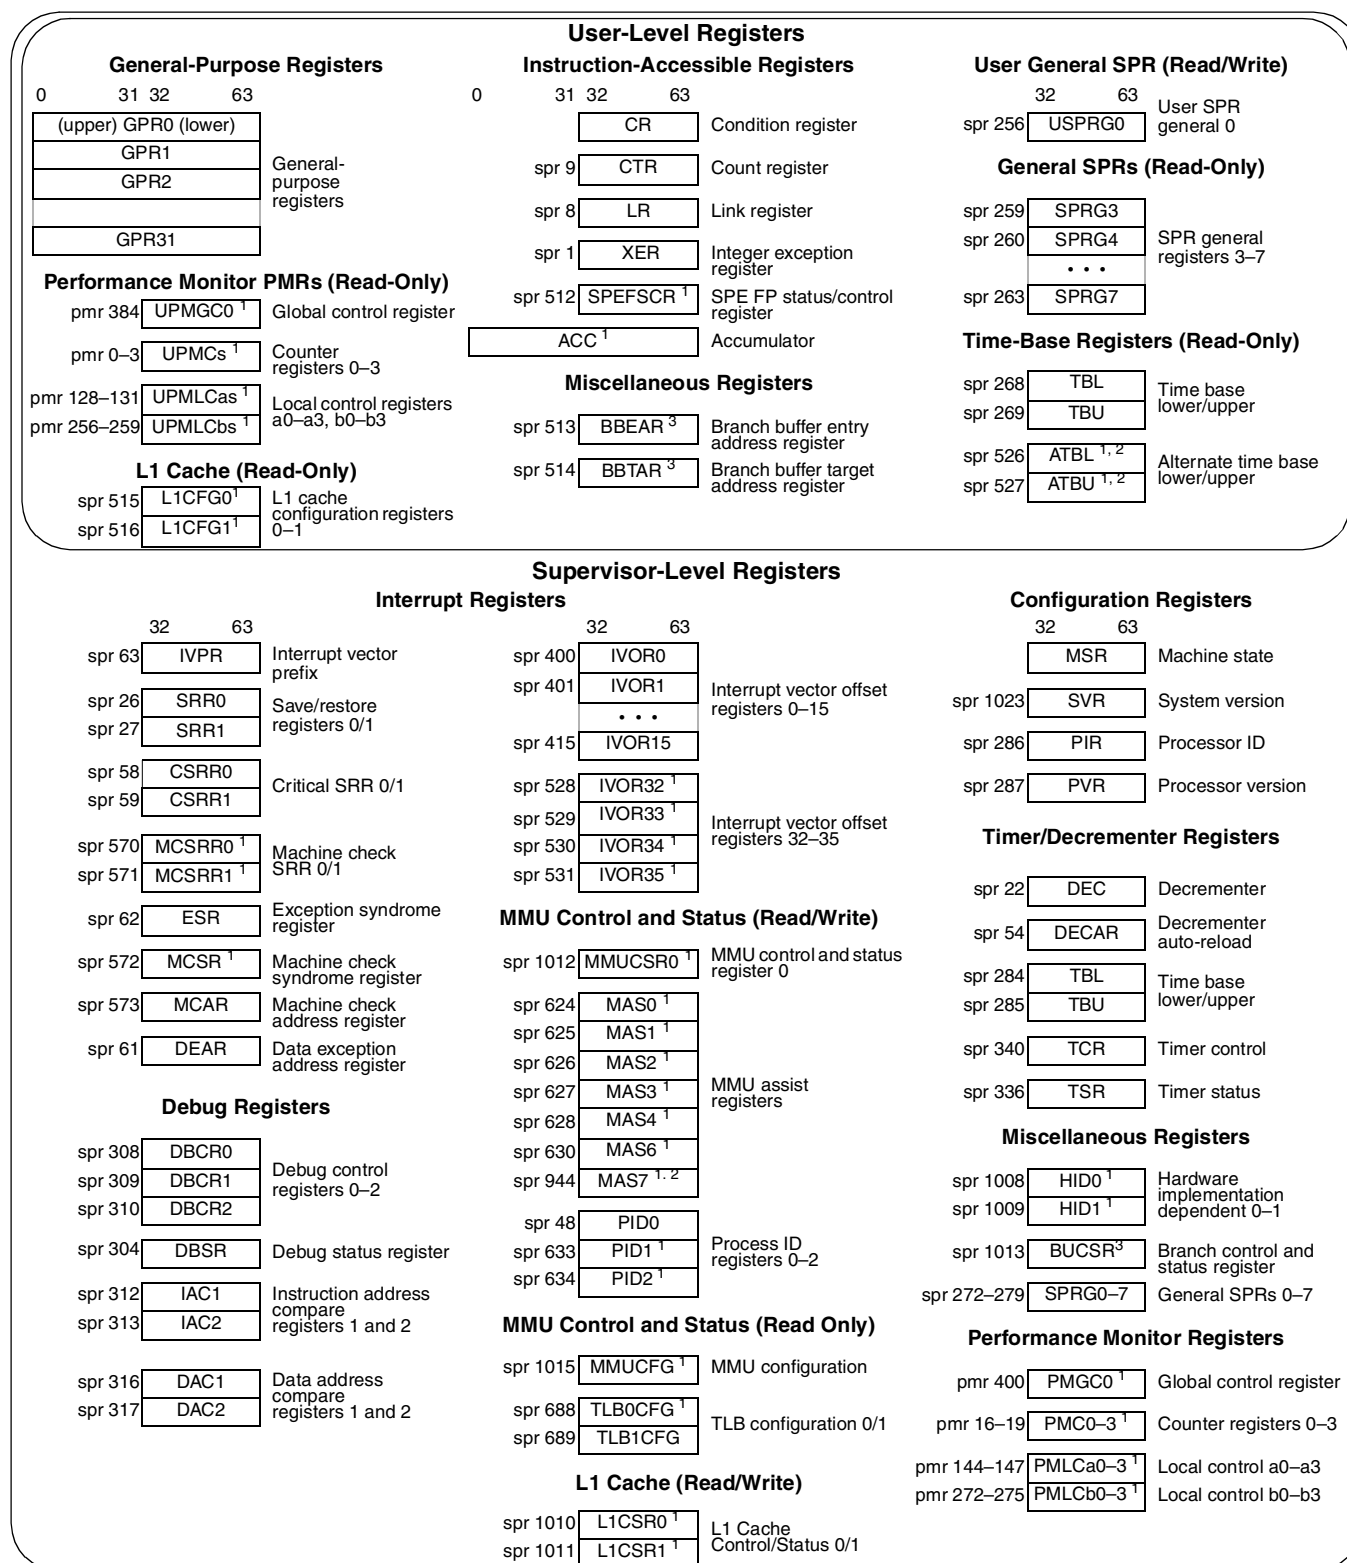 User-Level Registers
General-Purpose Registers
0 31 32 63
(upper) GPR0 (lower)
GPR1
GPR2
GPR31
General-
purpose
registers
Performance Monitor PMRs (Read-Only)
pmr 384 UPMGC0 1 Global control register
pmr 0–3 UPMCs 1 Counter
registers 0–3
pmr 128–131 UPMLCas 1 Local control registers
pmr 256–259 UPMLCbs 1 a0–a3, b0–b3
L1 Cache (Read-Only)
spr 515 L1CFG0 1 L1 cache
configuration registers
spr 516 L1CFG1 1 0–1
Instruction-Accessible Registers
0 31 32 63
CR Condition register
spr 9 CTR Count register
spr 8 LR Link register
spr 1 XER Integer exception
register
spr 512 SPEFSCR 1 SPE FP status/control
register
ACC 1 Accumulator
Miscellaneous Registers
spr 513 BBEAR 3 Branch buffer entry
address register
spr 514 BBTAR 3 Branch buffer target
address register
User General SPR (Read/Write)
32 63
spr 256 USPRG0 User SPR
general 0
General SPRs (Read-Only)
spr 259 SPRG3
spr 260 SPRG4 SPR general
registers 3–7
• • •
spr 263 SPRG7
Time-Base Registers (Read-Only)
spr 268 TBL Time base
spr 269 TBU lower/upper
spr 526 ATBL 1, 2 Alternate time base
spr 527 ATBU 1, 2 lower/upper
Supervisor-Level Registers
Interrupt Registers
32 63
spr 63 IVPR Interrupt vector
prefix
spr 26 SRR0 Save/restore
spr 27 SRR1 registers 0/1
spr 58 CSRR0
spr 59 CSRR1 Critical SRR 0/1
spr 570 MCSRR0 1 Machine check
spr 571 MCSRR1 1 SRR 0/1
spr 62 ESR Exception syndrome
register
spr 572 MCSR 1 Machine check
syndrome register
spr 573 MCAR Machine check
address register
spr 61 DEAR Data exception
address register
Debug Registers
spr 308 DBCR0
spr 309 DBCR1 Debug control
registers 0–2
spr 310 DBCR2
spr 304 DBSR Debug status register
spr 312 IAC1 Instruction address
compare
spr 313 IAC2 registers 1 and 2
spr 316 DAC1 Data address
compare
spr 317 DAC2 registers 1 and 2
32 63
spr 400 IVOR0
spr 401 IVOR1 Interrupt vector offset
registers 0–15
• • •
spr 415 IVOR15
spr 528 IVOR32 1
spr 529 IVOR33 1 Interrupt vector offset
spr 530 IVOR34 1 registers 32–35
spr 531 IVOR35 1
MMU Control and Status (Read/Write)
spr 1012 MMUCSR0 1 MMU control and status
register 0
spr 624 MAS0 1
spr 625 MAS1 1
spr 626 MAS2 1
spr 627 MAS3 1 MMU assist
registers
spr 628 MAS4 1
spr 630 MAS6 1
spr 944 MAS7 1. 2
spr 48 PID0
spr 633 PID1 1 Process ID
registers 0–2
spr 634 PID2 1
MMU Control and Status (Read Only)
spr 1015 MMUCFG 1 MMU configuration
spr 688 TLB0CFG 1 TLB configuration 0/1
spr 689 TLB1CFG
L1 Cache (Read/Write)
spr 1010 L1CSR0 1 L1 Cache
spr 1011 L1CSR1 1 Control/Status 0/1
Configuration Registers
32 63
MSR Machine state
spr 1023 SVR System version
spr 286 PIR Processor ID
spr 287 PVR Processor version
Timer/Decrementer Registers
spr 22 DEC Decrementer
spr 54 DECAR Decrementer
auto-reload
spr 284 TBL Time base
spr 285 TBU lower/upper
spr 340 TCR Timer control
spr 336 TSR Timer status
Miscellaneous Registers
spr 1008 HID0 1 Hardware
implementation
spr 1009 HID1 1 dependent 0–1
spr 1013 BUCSR 3 Branch control and
status register
spr 272–279 SPRG0–7 General SPRs 0–7
Performance Monitor Registers
pmr 400 PMGC0 1 Global control register
pmr 16–19 PMC0–3 1 Counter registers 0–3
pmr 144–147 PMLCa0–3 1 Local control a0–a3
pmr 272–275 PMLCb0–3 1 Local control b0–b3